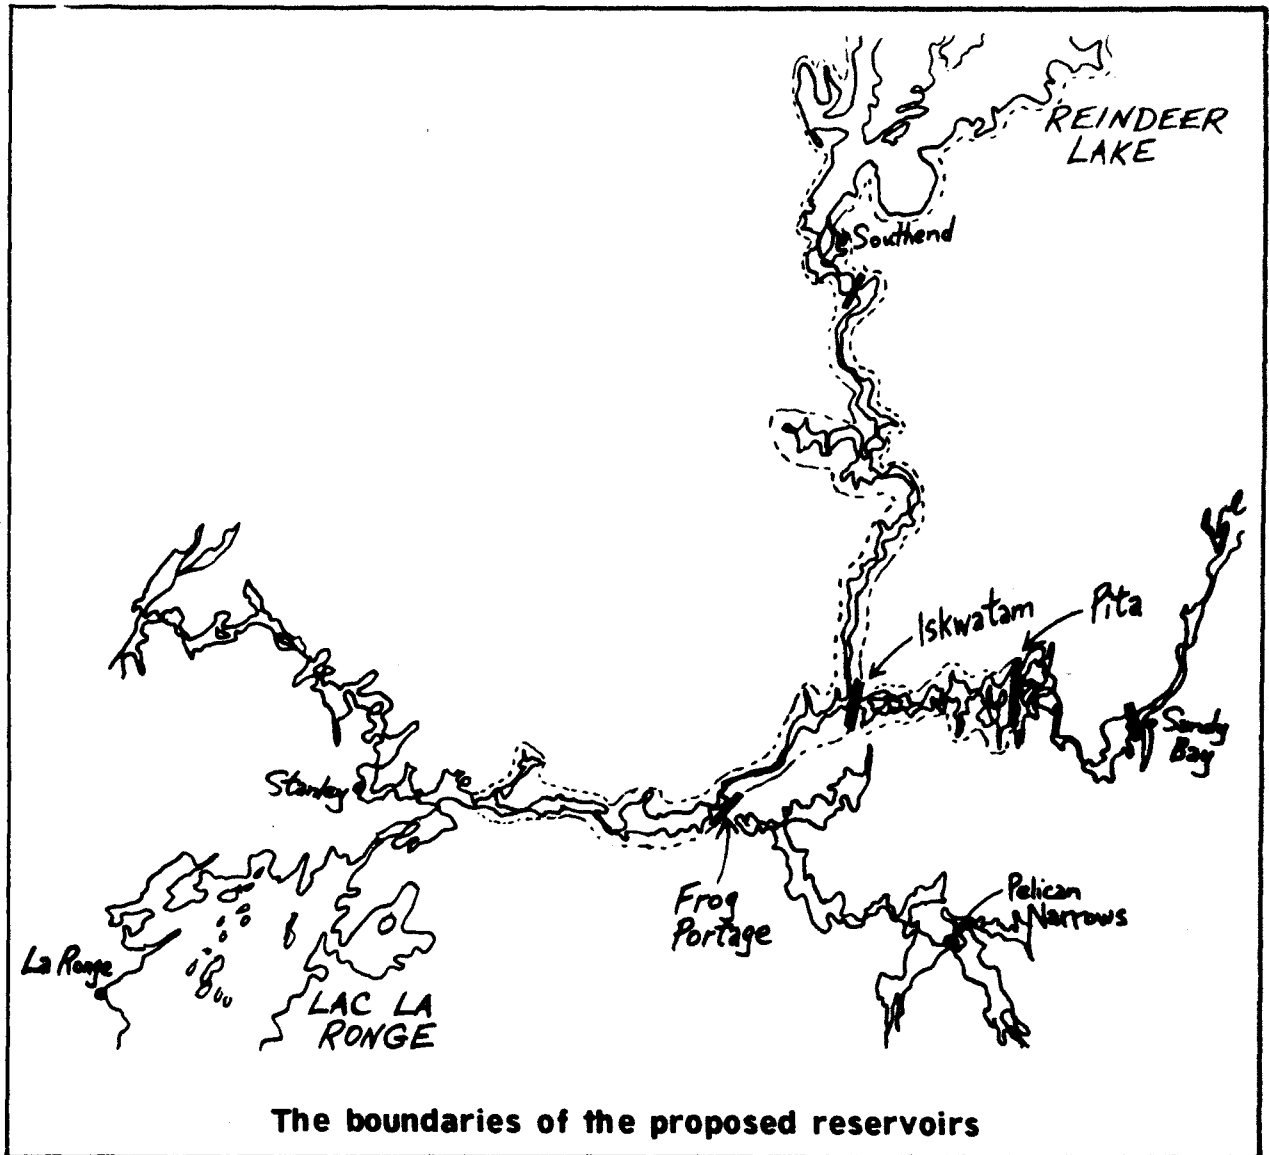 REINDEER
LAKE
Southend
Pita
Iskwatam
Sandy
Bay
Stanley
Frog
Portage
Pelican
Narrows
La Ronge
LAC LA
RONGE
The boundaries of the proposed reservoirs